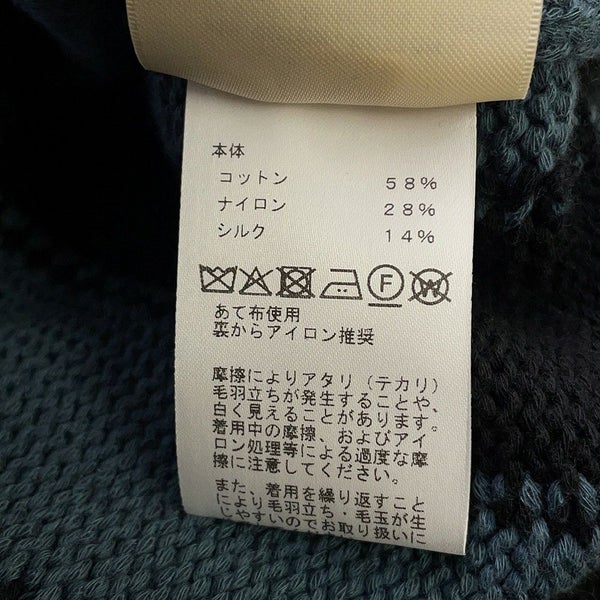 本体
コットン 58%
ナイロン 28%
シルク 14%
F W
あて布使用
裏からアイロン推奨
摩擦によりアタリ（テカリ）
毛羽立ちが発生することや、
白く見えることがあります。
着用中の摩擦、およびアイ
ロン処理等による過度な摩
擦に注意してください。
また、着用を繰り返すこと
により毛羽立ち・毛玉が生
じやすいのでお取り扱いに